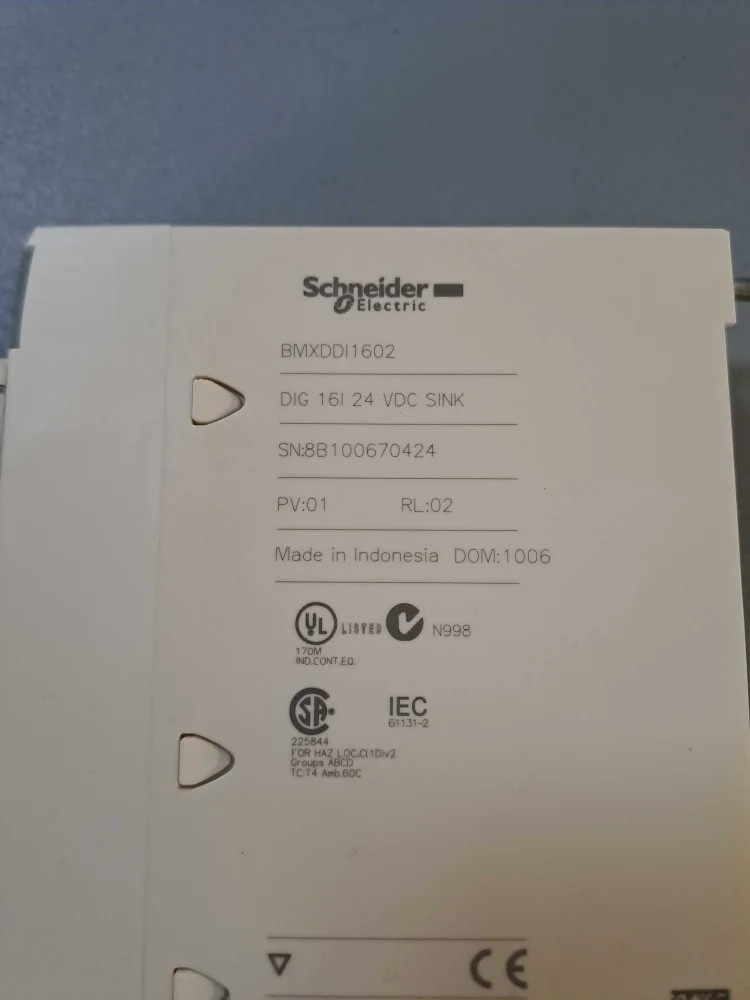 Schneider
Electric
BMXDDI1602
DIG 16I 24 VDC SINK
SN:8B100670424
PV:01 RL:02
Made in Indonesia DOM:1006
UL LISTED N998
170M
IND.CONT.EQ.
SA IEC
61131-2
225844
FOR HAZ LOC.Cl1Div2
Groups ABCD
TC:T4 Amb.60C
CE